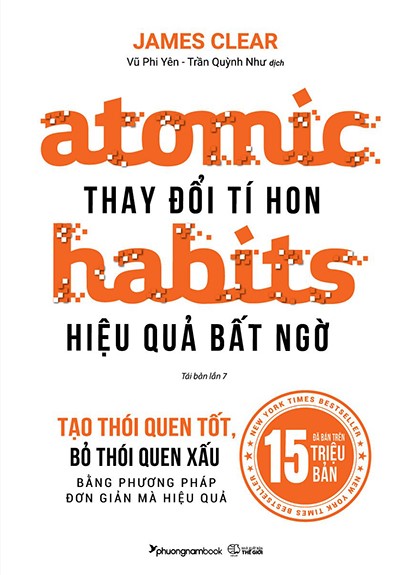 JAMES CLEAR
Vũ Phi Yên - Trần Quỳnh Như dịch
atomic
THAY ĐỔI TÍ HON
habits
HIỆU QUẢ BẤT NGỜ
Tái bản lần 7
TẠO THÓI QUEN TỐT,
BỎ THÓI QUEN XẤU
BẰNG PHƯƠNG PHÁP
ĐƠN GIẢN MÀ HIỆU QUẢ
NEW YORK TIMES BESTSELLER
15
ĐÃ BÁN TRÊN
TRIỆU
BẢN
NEW YORK TIMES BESTSELLER
phuongnambook
THẾ GIỚI